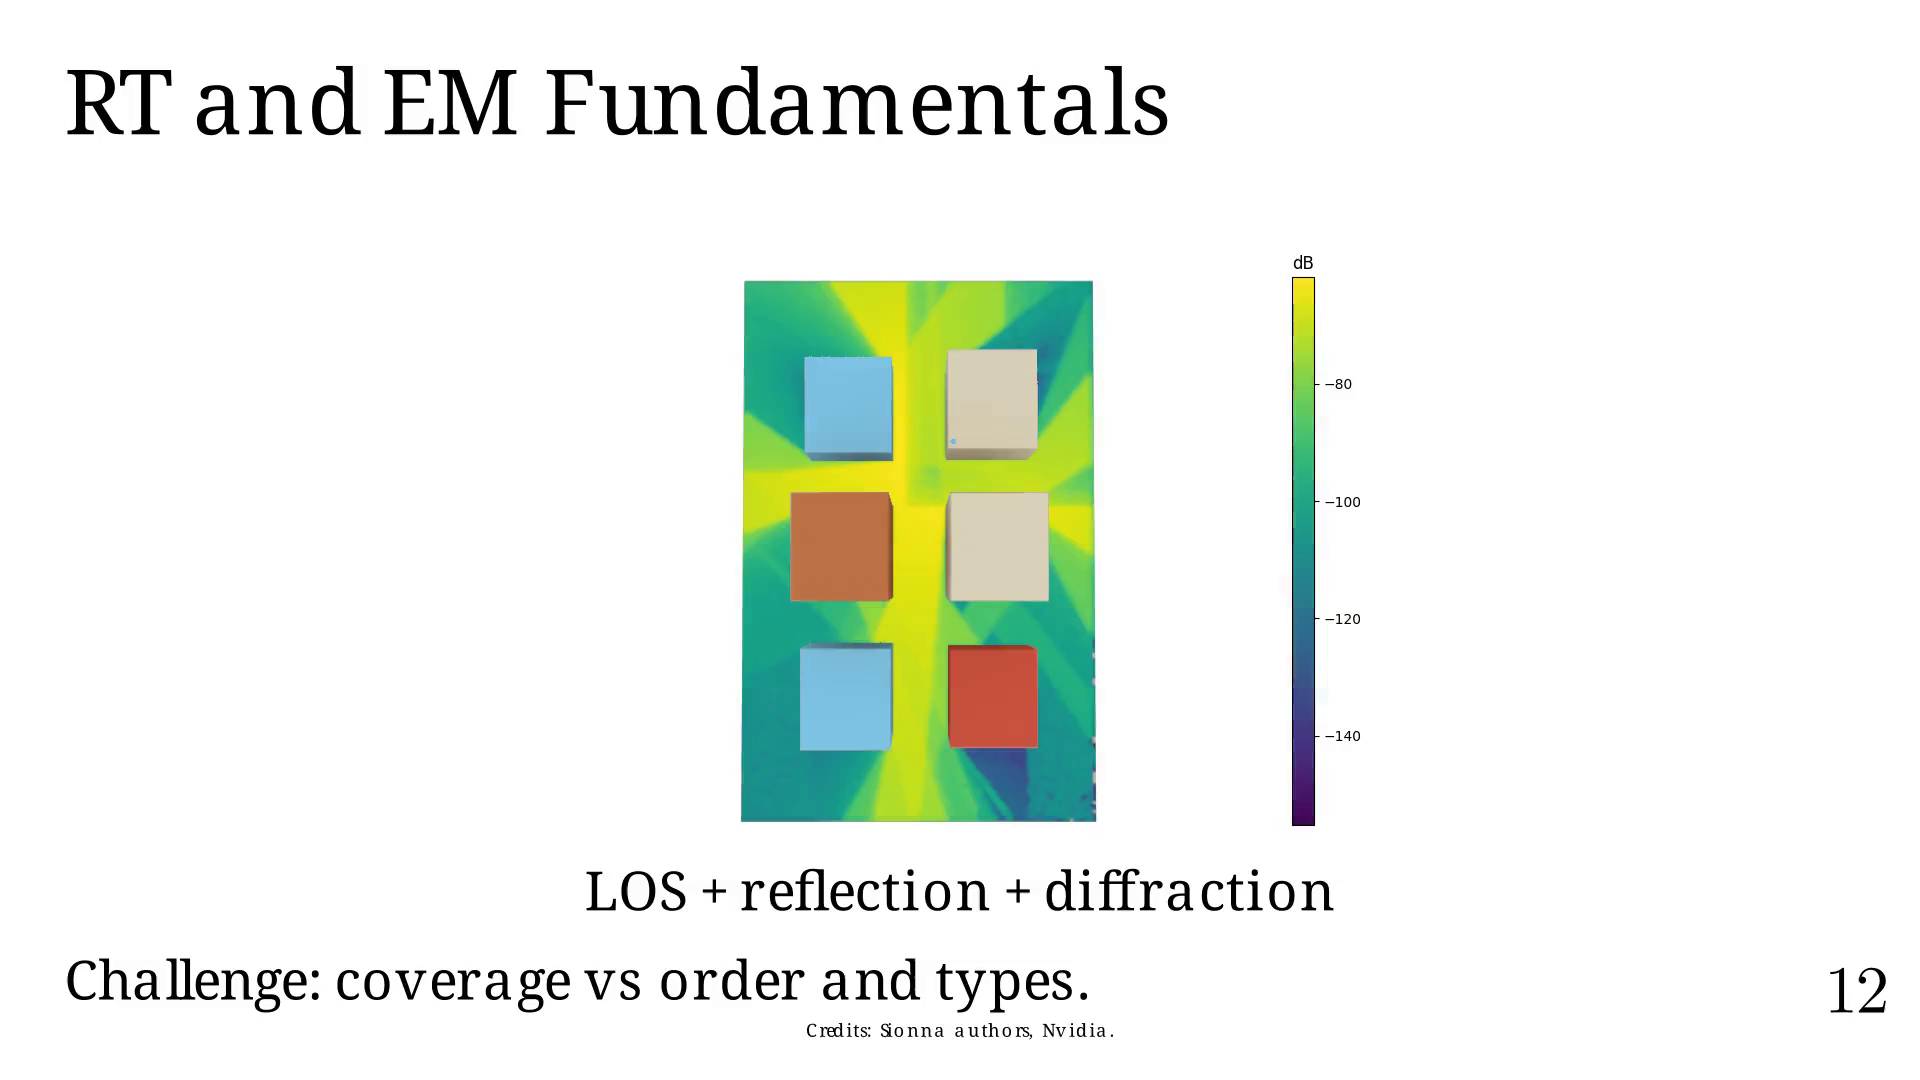 RT and EM Fundamentals
dB
−80
−100
−120
−140
LOS + reflection + diffraction
Challenge: coverage vs order and types.
12
Credits: Sionna authors, Nvidia.